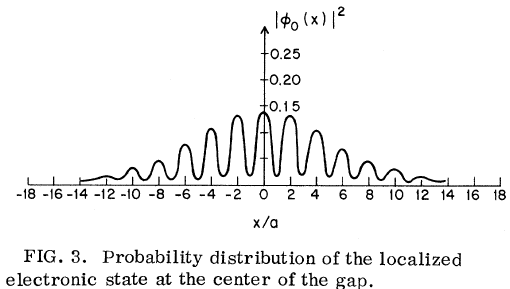 |ϕ₀(x)|²
0.25
0.20
0.15
-18 -16 -14 -12 -10 -8 -6 -4 -2 0 2 4 6 8 10 12 14 16 18
x/a
FIG. 3. Probability distribution of the localized
electronic state at the center of the gap.